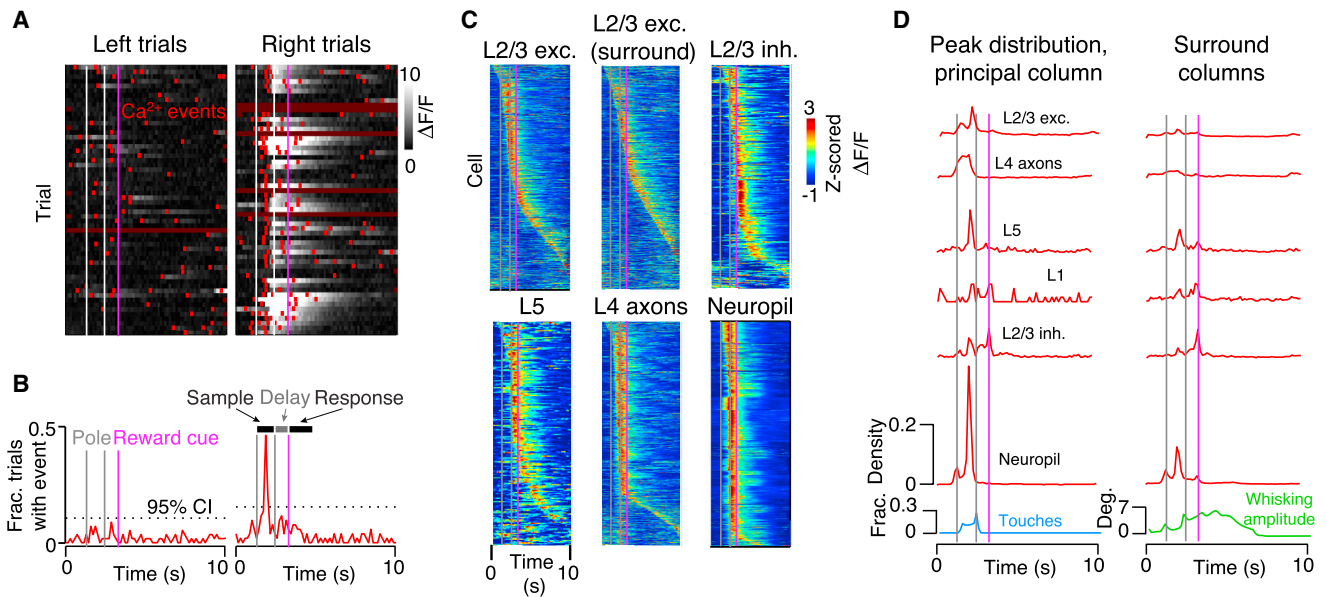 A
Left trials
Right trials
Ca²⁺ events
10
0
ΔF/F
Trial
B
Sample Delay Response
0.5
0
Pole
Reward cue
95% CI
Frac. trials
with event
0
10
0
10
Time (s)
Time (s)
C
L2/3 exc.
L2/3 exc.
(surround)
L2/3 inh.
Cell
3
-1
Z-scored
ΔF/F
L5
L4 axons
Neuropil
Time
(s)
0
10
D
Peak distribution,
principal column
Surround
columns
L2/3 exc.
L4 axons
L5
L1
L2/3 inh.
0.2
0
Density
Neuropil
Frac.
0.3
0
Touches
Deg.
7
0
Whisking
amplitude
0
Time (s)
10
0
Time (s)
10